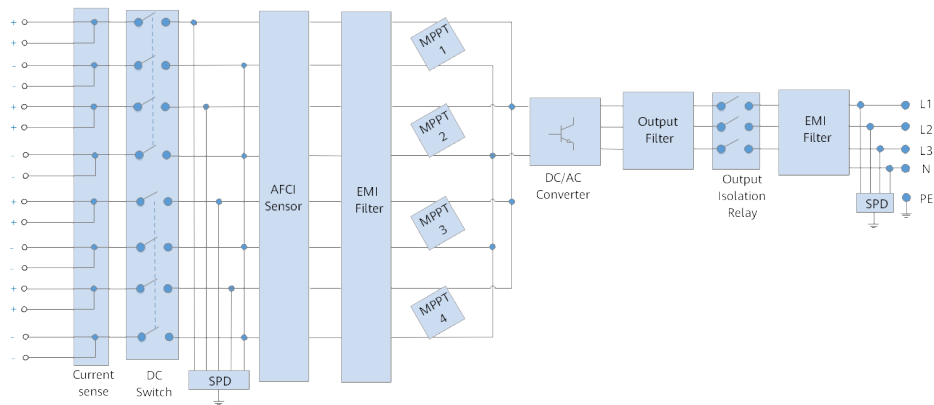 +
+
-
-
+
+
-
-
+
+
-
-
+
+
-
-
Current
sense
DC
Switch
SPD
AFCI
Sensor
EMI
Filter
MPPT
1
MPPT
2
MPPT
3
MPPT
4
DC/AC
Converter
Output
Filter
Output
Isolation
Relay
EMI
Filter
L1
L2
L3
N
PE
SPD